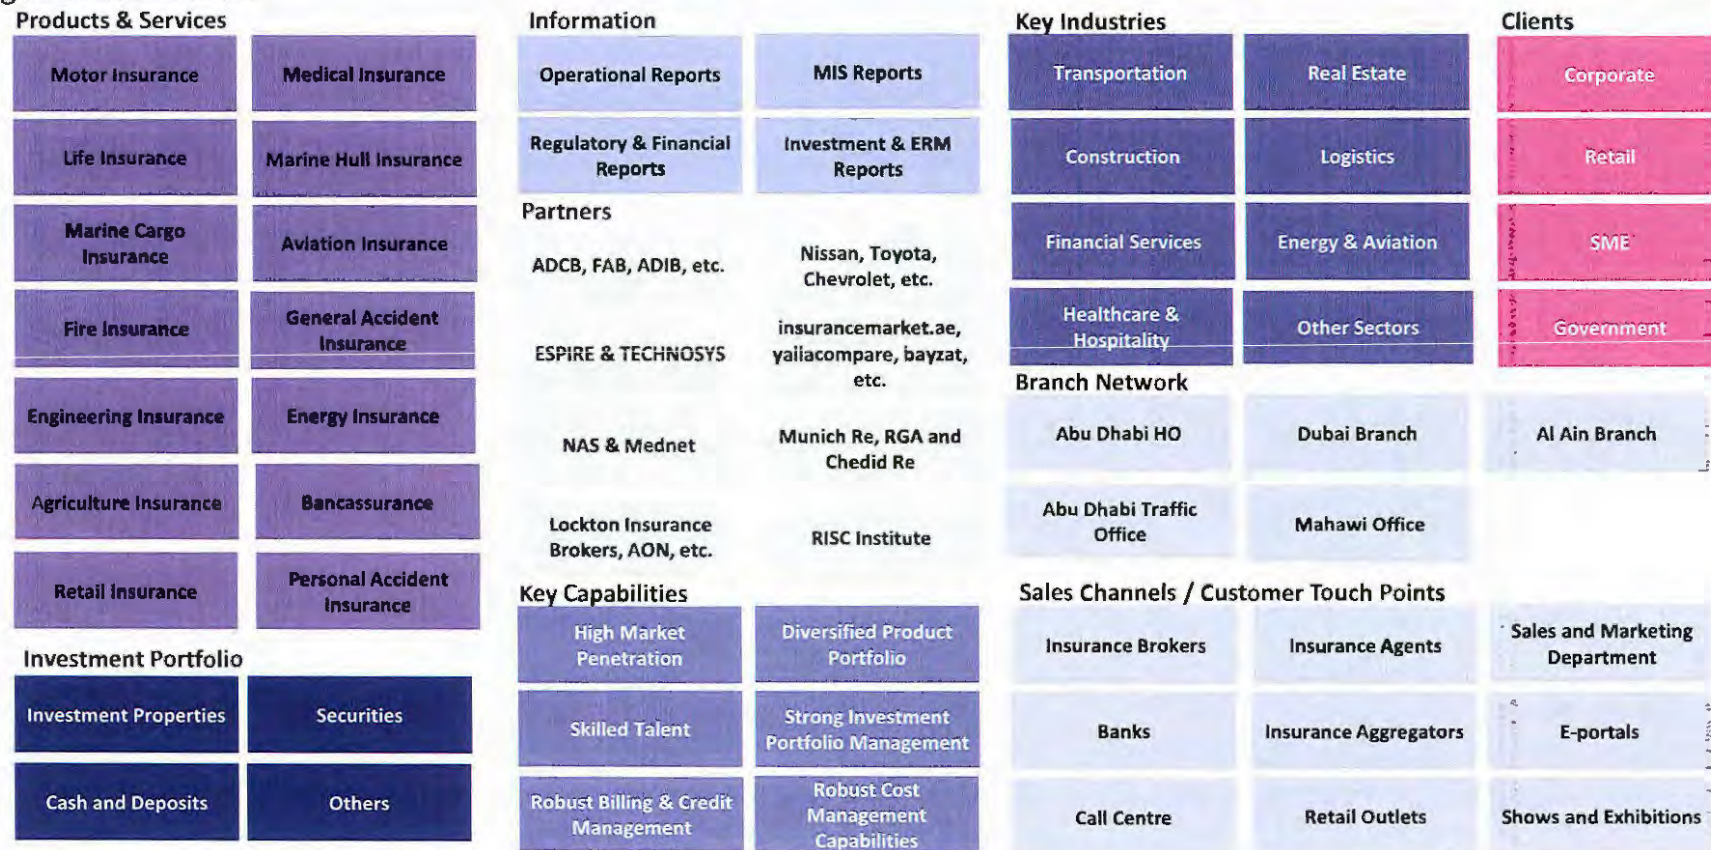 Products & Services
Motor Insurance
Medical Insurance
Life Insurance
Marine Hull Insurance
Marine Cargo
Insurance
Aviation Insurance
Fire Insurance
General Accident
Insurance
Engineering Insurance
Energy Insurance
Agriculture Insurance
Bancassurance
Retail Insurance
Personal Accident
Insurance
Investment Portfolio
Investment Properties
Securities
Cash and Deposits
Others
Information
Operational Reports
MIS Reports
Regulatory & Financial
Reports
Investment & ERM
Reports
Partners
ADCB, FAB, ADIB, etc.
Nissan, Toyota,
Chevrolet, etc.
ESPIRE & TECHNOSYS
insurancemarket.ae,
yallacompare, bayzat,
etc.
NAS & Mednet
Munich Re, RGA and
Chedid Re
Lockton Insurance
Brokers, AON, etc.
RISC Institute
Key Capabilities
High Market
Penetration
Diversified Product
Portfolio
Skilled Talent
Strong Investment
Portfolio Management
Robust Billing & Credit
Management
Robust Cost
Management
Capabilities
Key Industries
Transportation
Real Estate
Construction
Logistics
Financial Services
Energy & Aviation
Healthcare &
Hospitality
Other Sectors
Clients
Corporate
Retail
SME
Government
Branch Network
Abu Dhabi HO
Dubai Branch
Al Ain Branch
Abu Dhabi Traffic
Office
Mahawi Office
Sales Channels / Customer Touch Points
Insurance Brokers
Insurance Agents
Sales and Marketing
Department
Banks
Insurance Aggregators
E-portals
Call Centre
Retail Outlets
Shows and Exhibitions